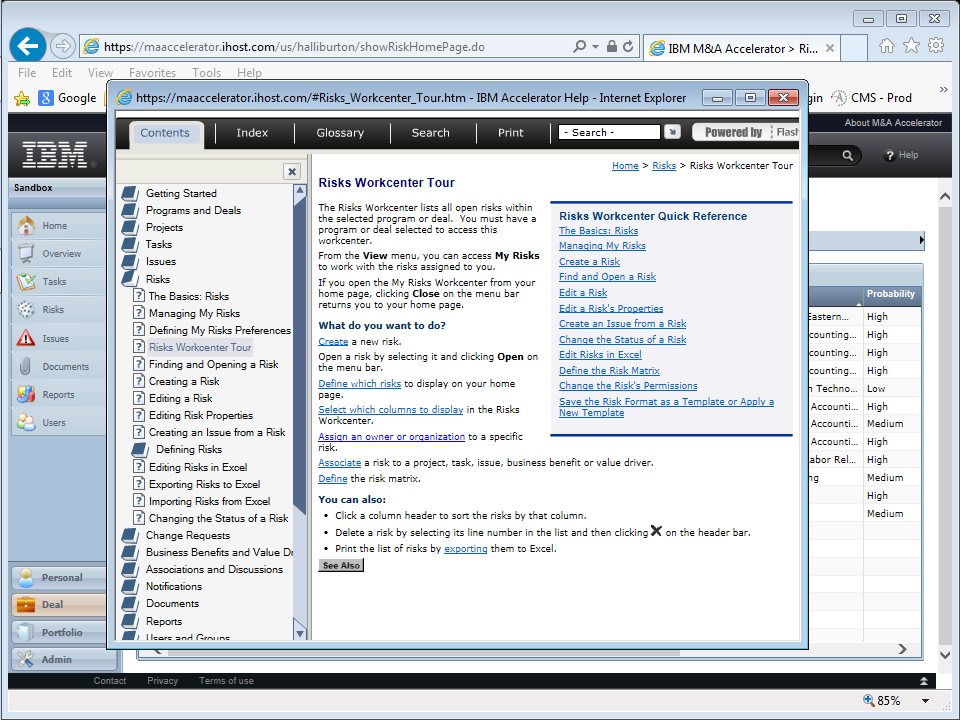 https://maaccelerator.ihost.com/us/halliburton/showRiskHomePage.do
IBM M&A Accelerator > Ri...
File Edit View Favorites Tools Help
Google
CMS - Prod
https://maaccelerator.ihost.com/#Risks_Workcenter_Tour.htm - IBM Accelerator Help - Internet Explorer
About M&A Accelerator
IBM
Help
Sandbox
Home
Overview
Tasks
Risks
Issues
Documents
Reports
Users
Personal
Deal
Portfolio
Admin
Contents Index Glossary Search Print - Search - Powered by Flash
Getting Started
Programs and Deals
Projects
Tasks
Issues
Risks
The Basics: Risks
Managing My Risks
Defining My Risks Preferences
Risks Workcenter Tour
Finding and Opening a Risk
Creating a Risk
Editing a Risk
Editing Risk Properties
Creating an Issue from a Risk
Defining Risks
Editing Risks in Excel
Exporting Risks to Excel
Importing Risks from Excel
Changing the Status of a Risk
Change Requests
Business Benefits and Value Dr
Associations and Discussions
Notifications
Documents
Reports
Users and Groups
Home > Risks > Risks Workcenter Tour
Risks Workcenter Tour
The Risks Workcenter lists all open risks within
the selected program or deal. You must have a
program or deal selected to access this
workcenter.
From the View menu, you can access My Risks
to work with the risks assigned to you.
If you open the My Risks Workcenter from your
home page, clicking Close on the menu bar
returns you to your home page.
What do you want to do?
Create a new risk.
Open a risk by selecting it and clicking Open on
the menu bar.
Define which risks to display on your home
page.
Select which columns to display in the Risks
Workcenter.
Assign an owner or organization to a specific
risk.
Associate a risk to a project, task, issue, business benefit or value driver.
Define the risk matrix.
You can also:
• Click a column header to sort the risks by that column.
• Delete a risk by selecting its line number in the list and then clicking on the header bar.
• Print the list of risks by exporting them to Excel.
See Also
Risks Workcenter Quick Reference
The Basics: Risks
Managing My Risks
Create a Risk
Find and Open a Risk
Edit a Risk
Edit a Risk's Properties
Create an Issue from a Risk
Change the Status of a Risk
Edit Risks in Excel
Define the Risk Matrix
Change the Risk's Permissions
Save the Risk Format as a Template or Apply a
New Template
Probability
Eastern... High
counting... High
counting... High
counting... High
n Techno... Low
Accounti... High
Accounti... Medium
Accounti... High
Labor Rel... High
ng Medium
High
Medium
Contact Privacy Terms of use
85%